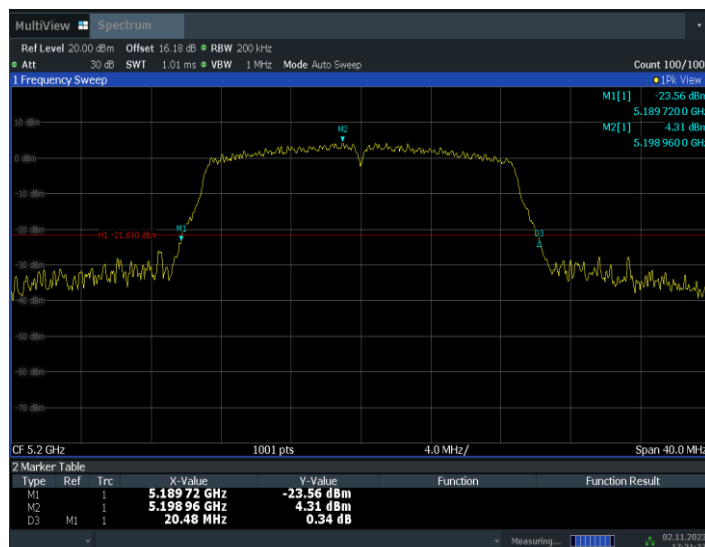 MultiView Spectrum
Ref Level 20.00 dBm Offset 16.18 dB RBW 200 kHz
Att 30 dB SWT 1.01 ms VBW 1 MHz Mode Auto Sweep Count 100/100
1 Frequency Sweep 1Pk View
M1[1] -23.56 dBm
5.189 720 0 GHz
M2[1] 4.31 dBm
5.198 960 0 GHz
10 dBm
M2
0 dBm
-10 dBm
-20 dBm
M1
H1 -21.690 dBm
D3
-30 dBm
-40 dBm
-50 dBm
-60 dBm
-70 dBm
CF 5.2 GHz 1001 pts 4.0 MHz/ Span 40.0 MHz
2 Marker Table
Type Ref Trc X-Value Y-Value Function Function Result
M1 1 5.189 72 GHz -23.56 dBm
M2 1 5.198 96 GHz 4.31 dBm
D3 M1 1 20.48 MHz 0.34 dB
Measuring... 02.11.2023